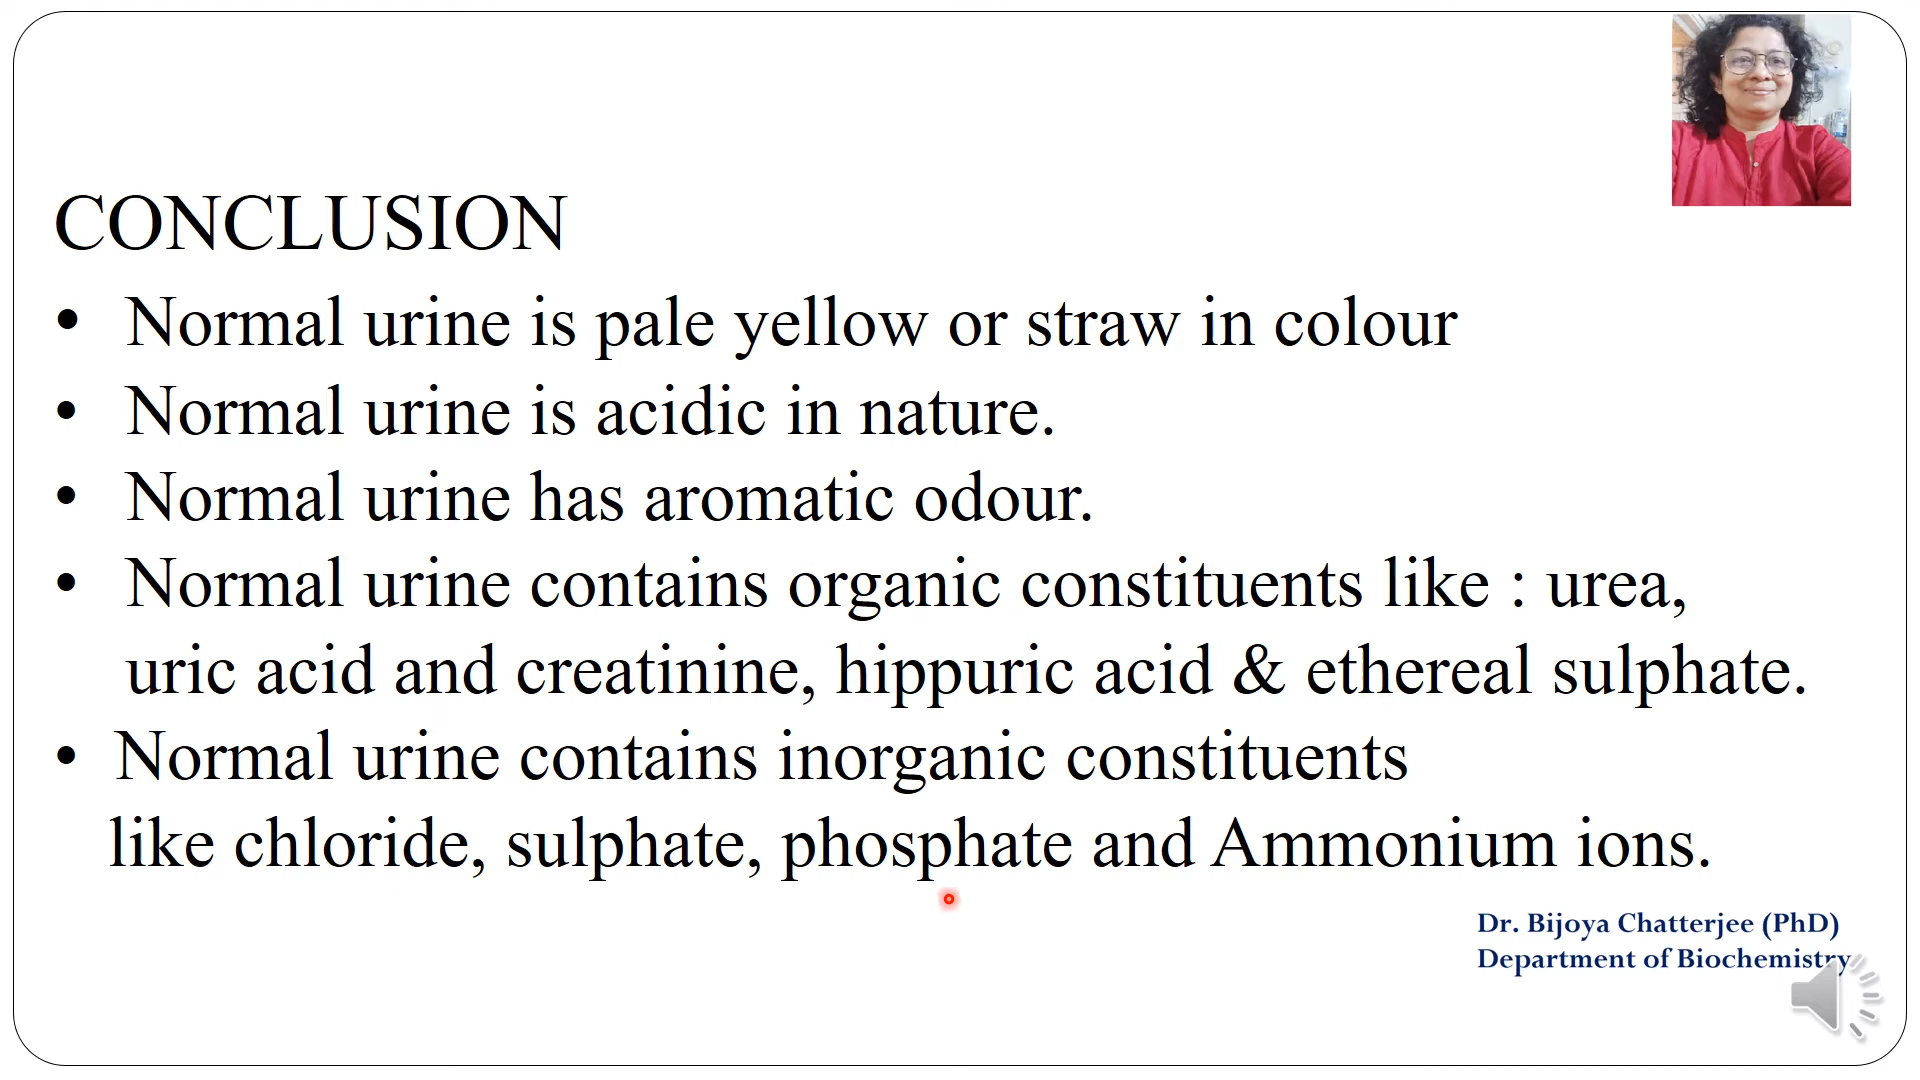 CONCLUSION
• Normal urine is pale yellow or straw in colour
• Normal urine is acidic in nature.
• Normal urine has aromatic odour.
• Normal urine contains organic constituents like : urea,
uric acid and creatinine, hippuric acid & ethereal sulphate.
• Normal urine contains inorganic constituents
like chloride, sulphate, phosphate and Ammonium ions.
Dr. Bijoya Chatterjee (PhD)
Department of Biochemistry